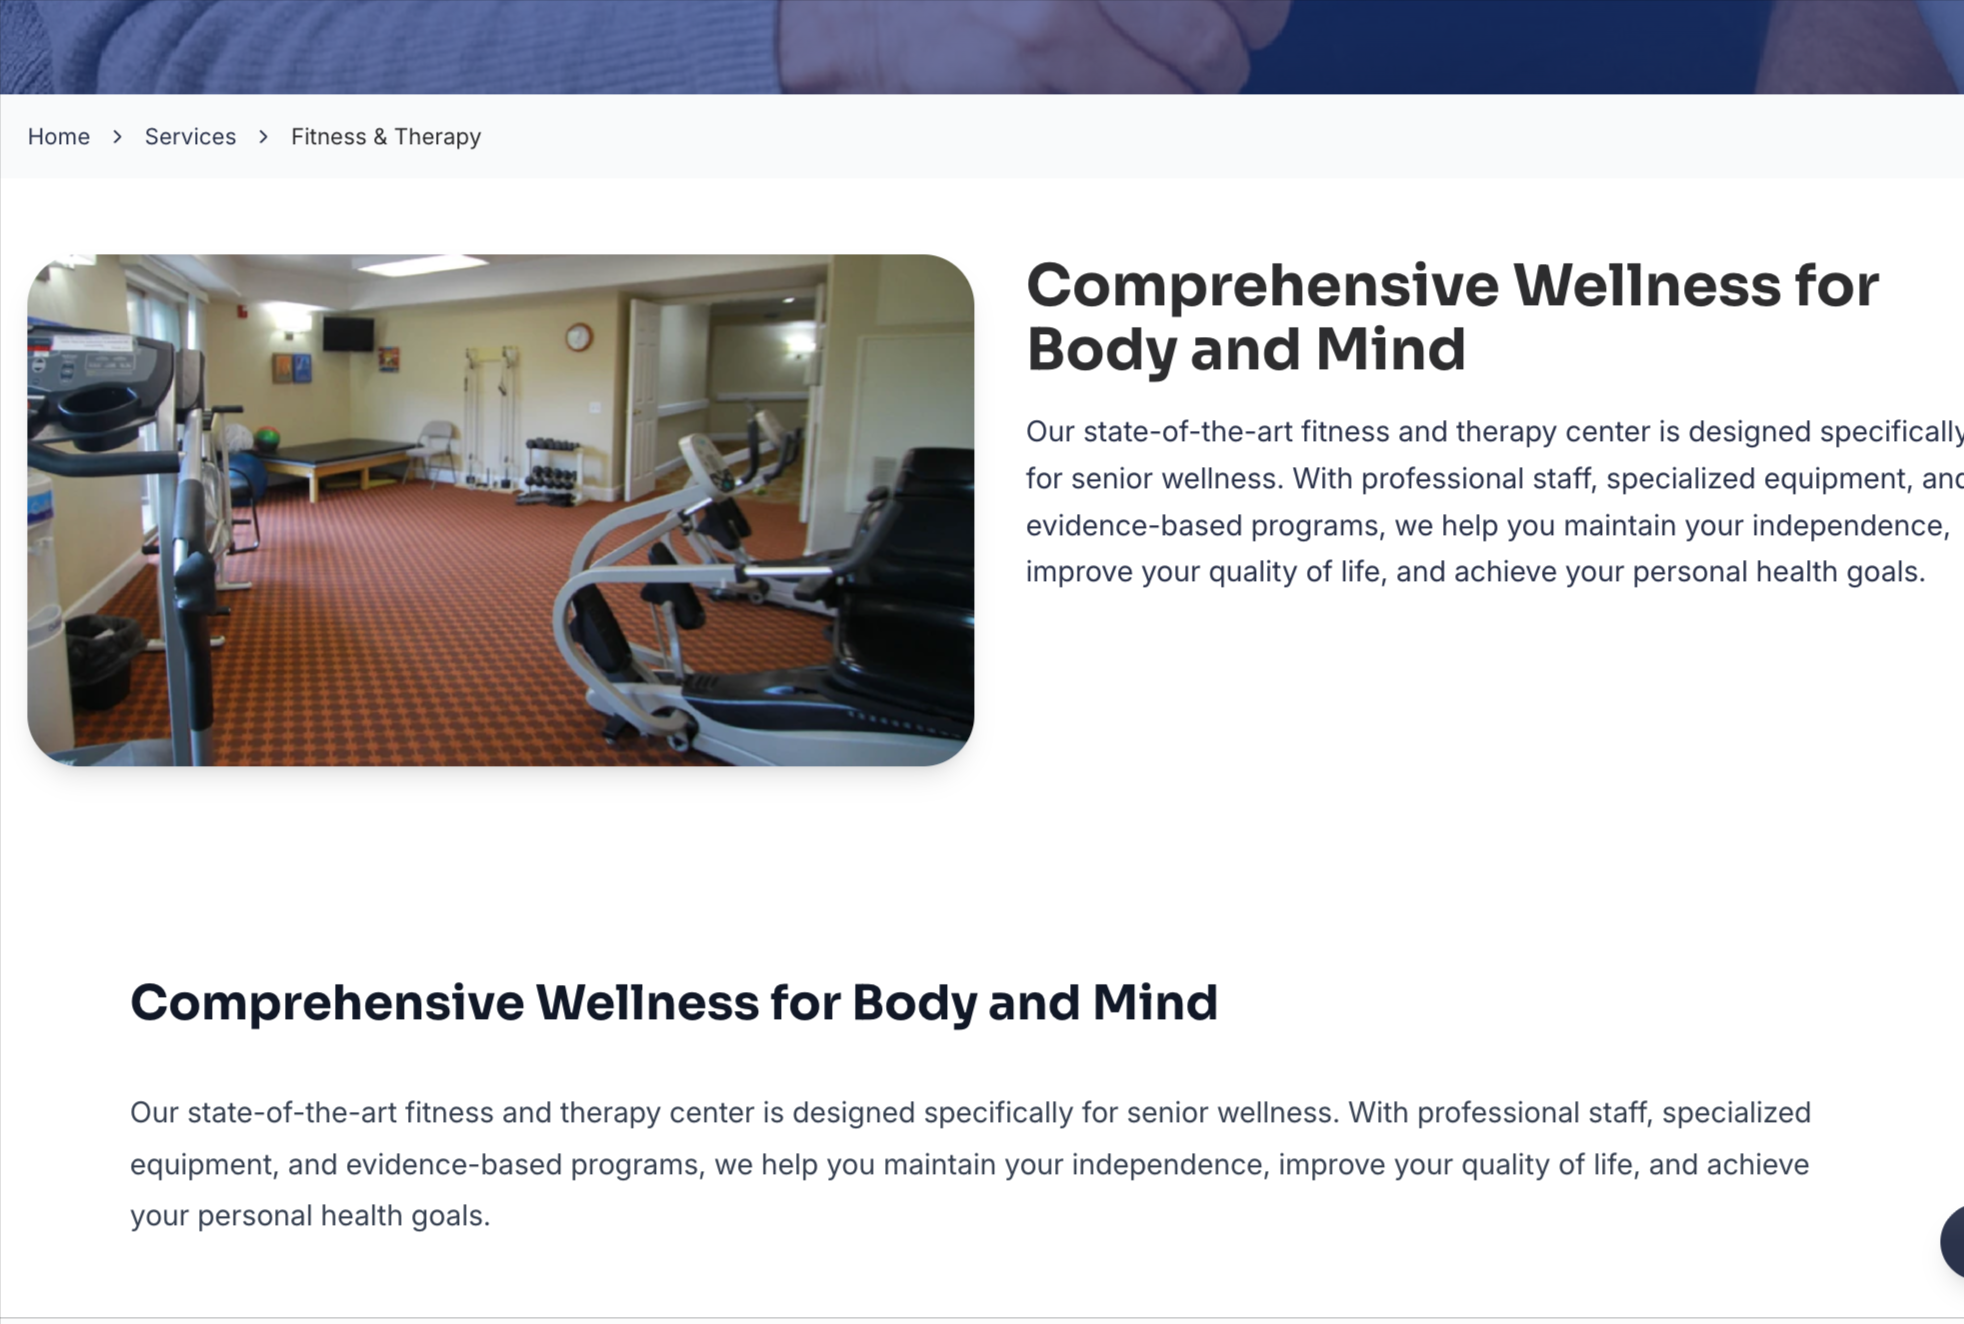 Home > Services > Fitness & Therapy
Comprehensive Wellness for
Body and Mind
Our state-of-the-art fitness and therapy center is designed specifically
for senior wellness. With professional staff, specialized equipment, and
evidence-based programs, we help you maintain your independence,
improve your quality of life, and achieve your personal health goals.
Comprehensive Wellness for Body and Mind
Our state-of-the-art fitness and therapy center is designed specifically for senior wellness. With professional staff, specialized
equipment, and evidence-based programs, we help you maintain your independence, improve your quality of life, and achieve
your personal health goals.